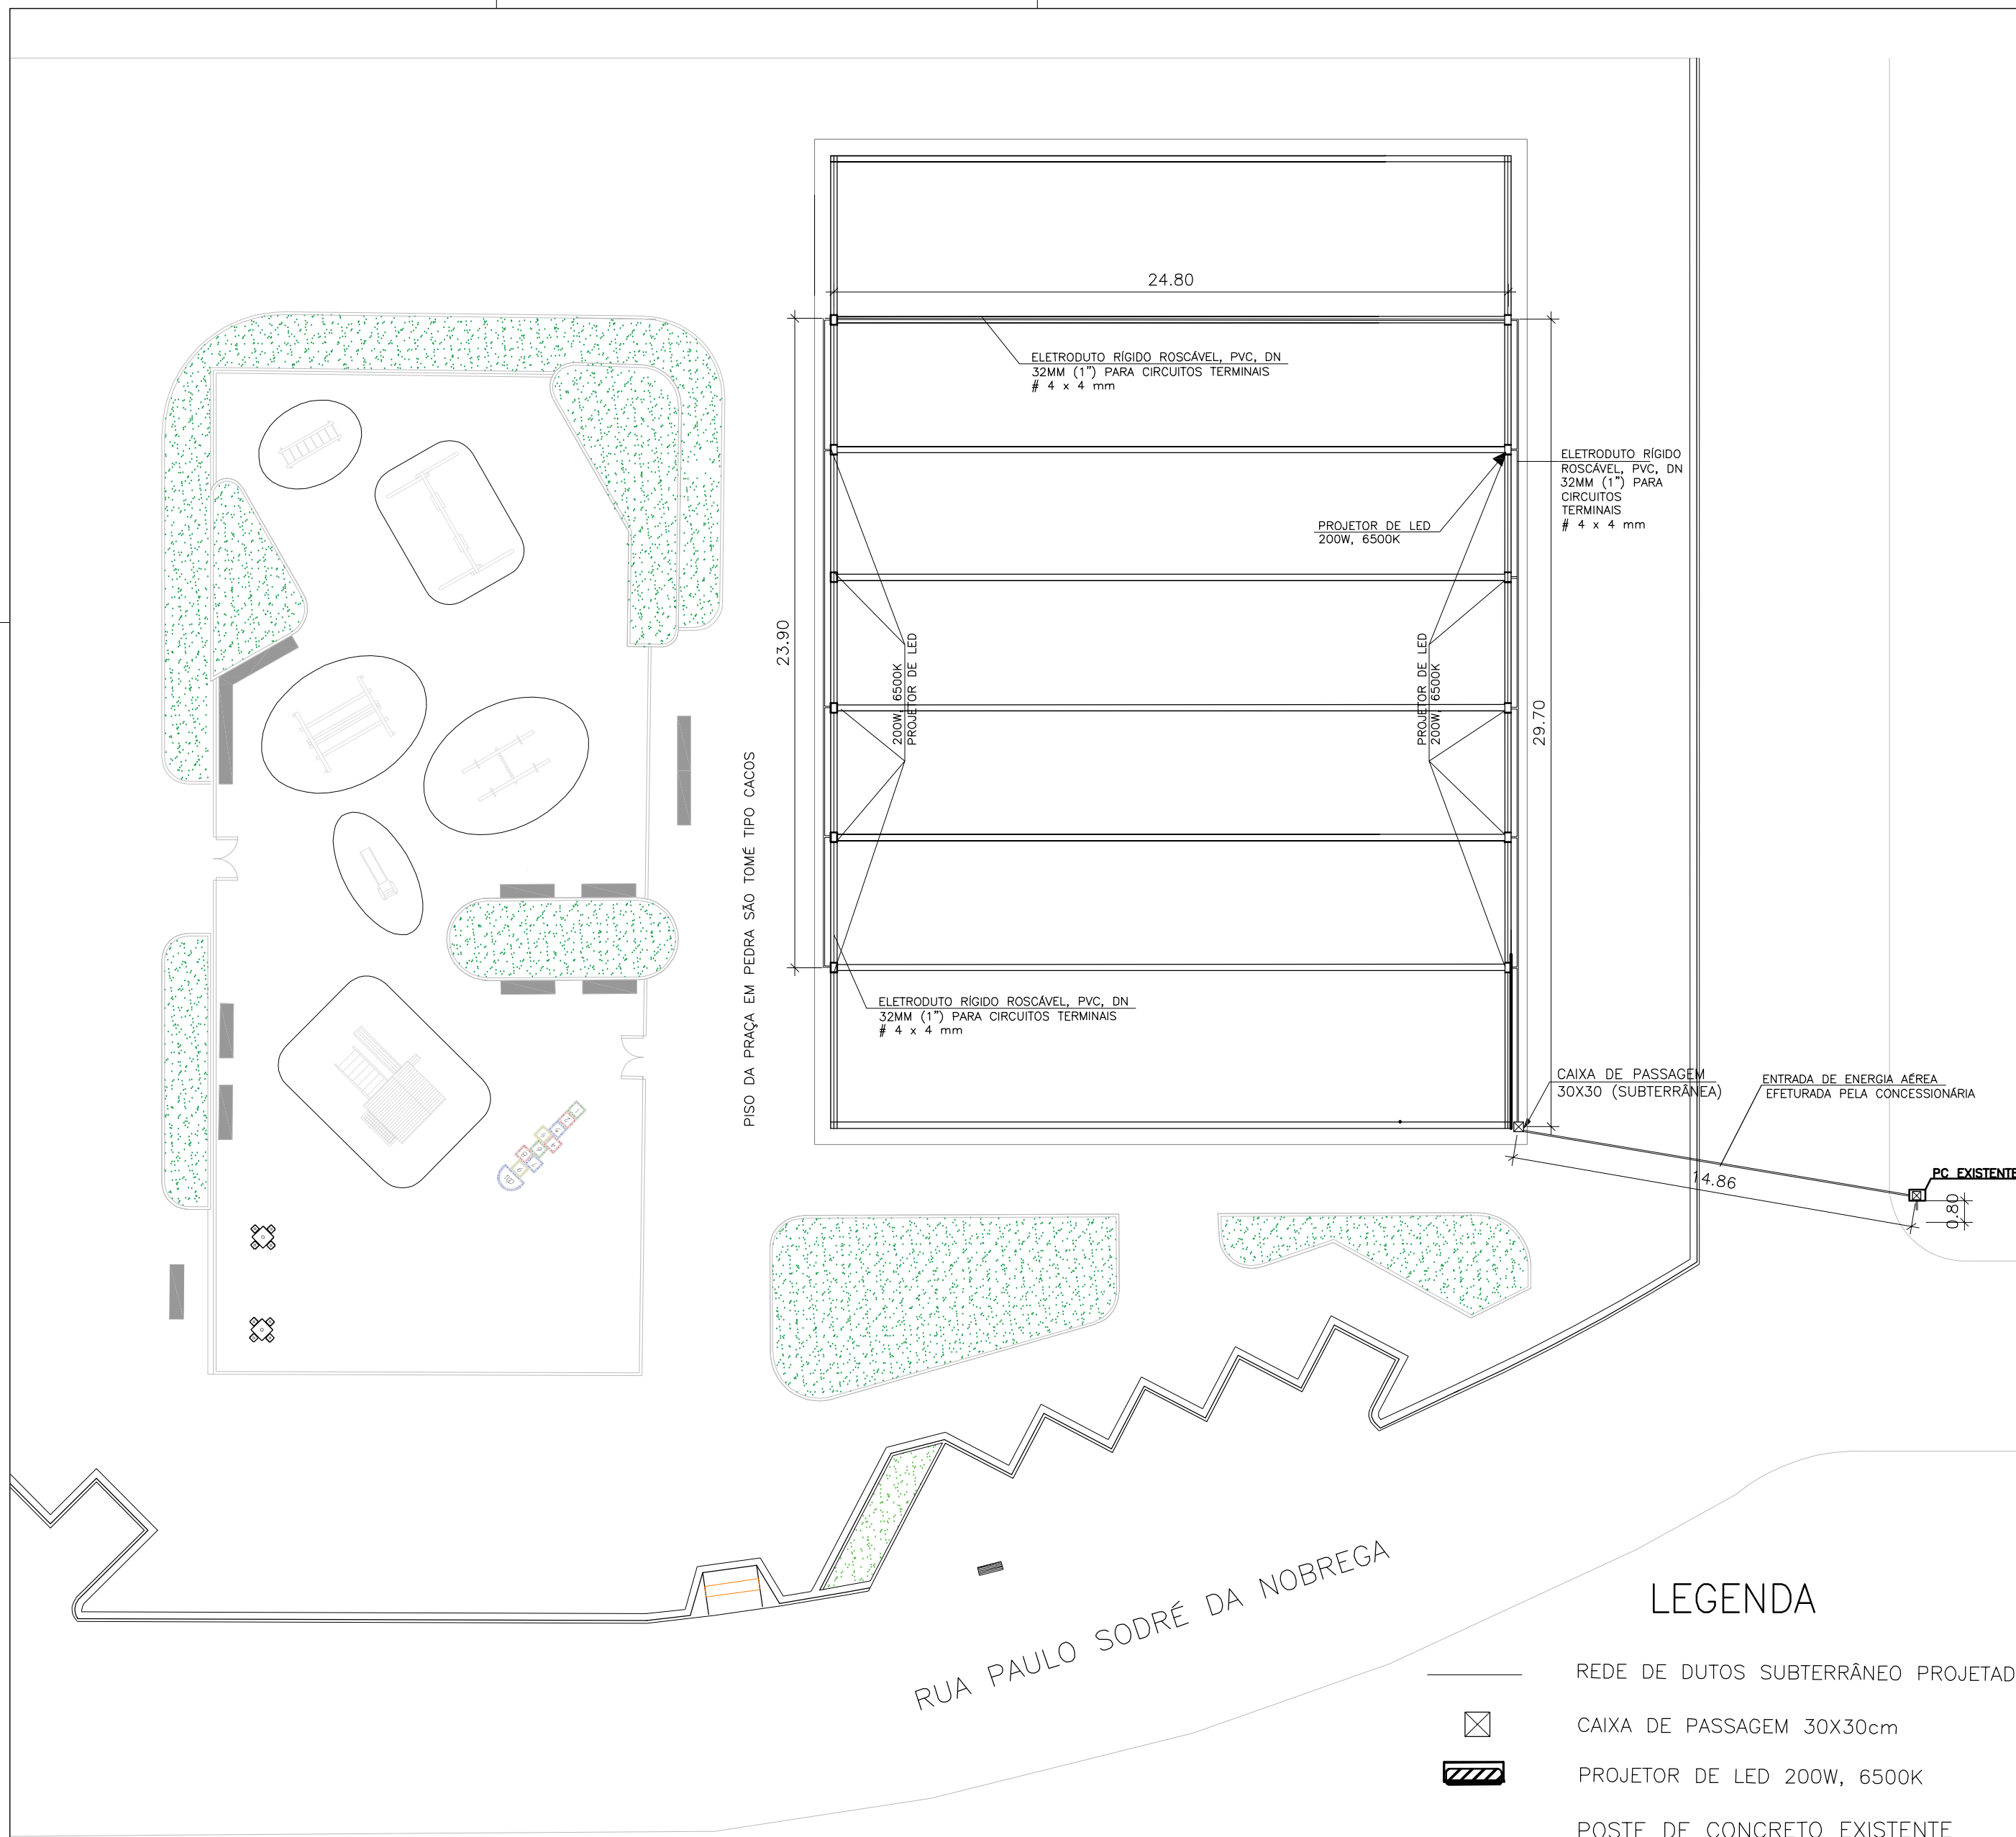 24.80
ELETRODUTO RÍGIDO ROSCÁVEL, PVC, DN
32MM (1") PARA CIRCUITOS TERMINAIS
# 4 x 4 mm
ELETRODUTO RÍGIDO
ROSCÁVEL, PVC, DN
32MM (1") PARA
CIRCUITOS
TERMINAIS
# 4 x 4 mm
PROJETOR DE LED
200W, 6500K
23.90
200W, 6500K
PROJETOR DE LED
PROJETOR DE LED
200W, 6500K
29.70
PISO DA PRAÇA EM PEDRA SÃO TOMÉ TIPO CACOS
ELETRODUTO RÍGIDO ROSCÁVEL, PVC, DN
32MM (1") PARA CIRCUITOS TERMINAIS
# 4 x 4 mm
CAIXA DE PASSAGEM
30X30 (SUBTERRÂNEA)
ENTRADA DE ENERGIA AÉREA
EFETURADA PELA CONCESSIONÁRIA
14.86
PC EXISTENTE
0.80
RUA PAULO SODRÉ DA NOBREGA
LEGENDA
REDE DE DUTOS SUBTERRÂNEO PROJETAD
CAIXA DE PASSAGEM 30X30cm
PROJETOR DE LED 200W, 6500K
POSTE DE CONCRETO EXISTENTE